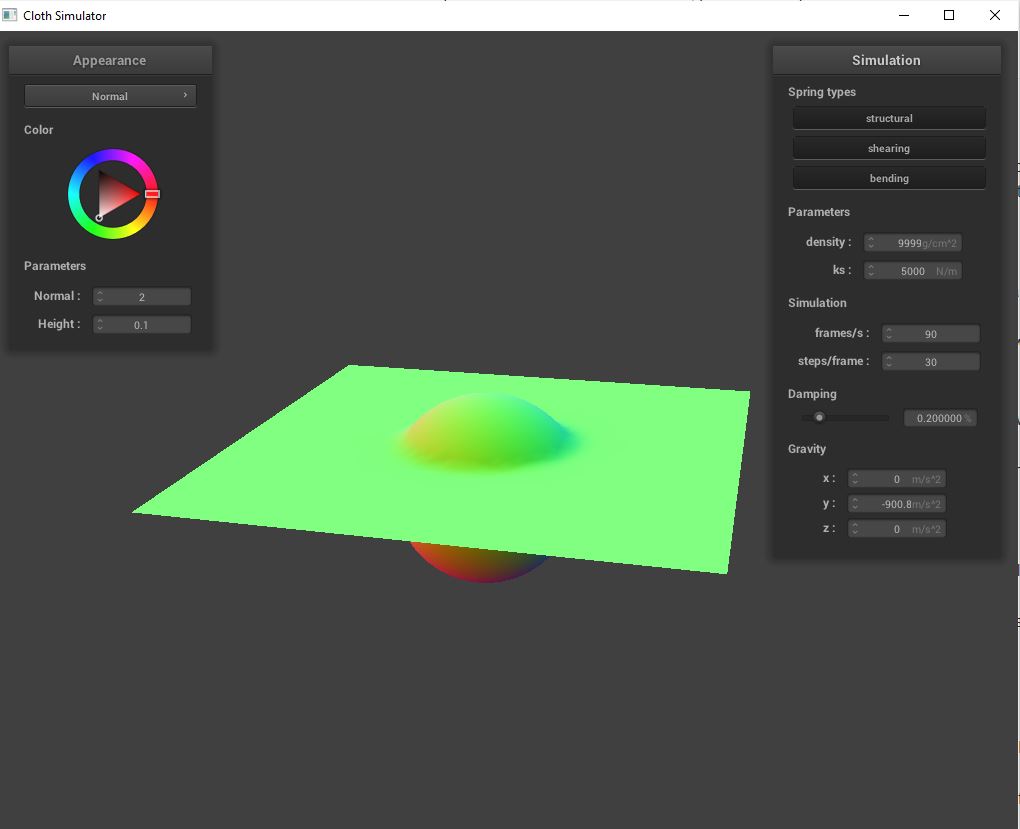 Cloth Simulator
Appearance
Normal
Color
Parameters
Normal : 2
Height : 0.1
Simulation
Spring types
structural
shearing
bending
Parameters
density : 9999 g/cm^2
ks : 5000 N/m
Simulation
frames/s : 90
steps/frame : 30
Damping
0.200000 %
Gravity
x : 0 m/s^2
y : -900.8 m/s^2
z : 0 m/s^2